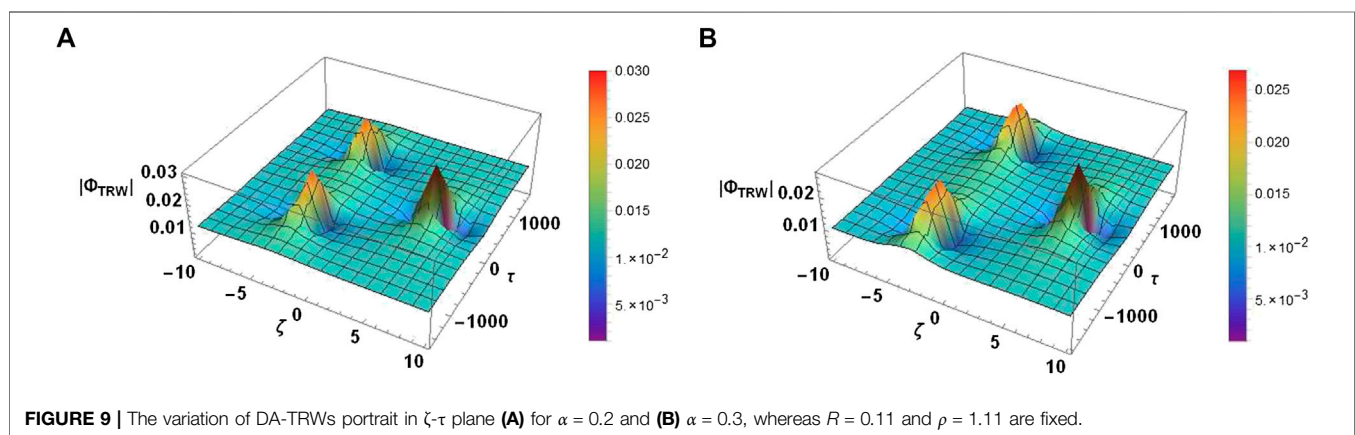 A
0.030
0.025
0.020
0.015
1.×10⁻²
5.×10⁻³
0.03
|Φ_TRW| 0.02
0.01
-10
-5
ζ 0
5
10
1000
0 τ
-1000
B
0.025
0.020
0.015
1.×10⁻²
5.×10⁻³
|Φ_TRW| 0.02
0.01
-10
-5
ζ 0
5
10
1000
0 τ
-1000
FIGURE 9 | The variation of DA-TRWs portrait in ζ-τ plane (A) for α = 0.2 and (B) α = 0.3, whereas R = 0.11 and ρ = 1.11 are fixed.